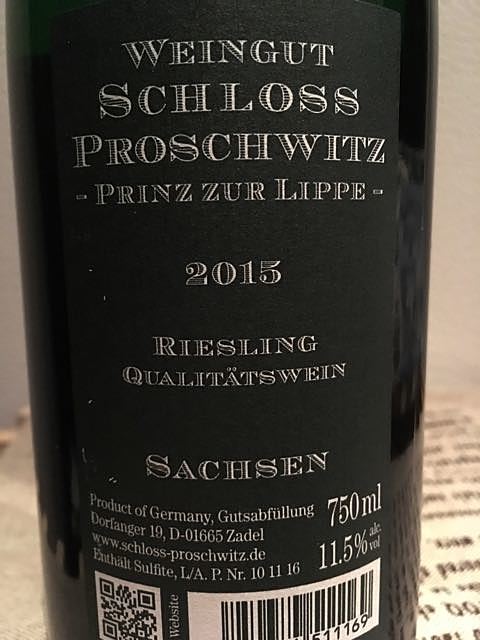 WEINGUT
SCHLOSS
PROSCHWITZ
- PRINZ ZUR LIPPE -
2015
RIESLING
QUALITÄTSWEIN
SACHSEN
Product of Germany, Gutsabfüllung
Dorfanger 19, D-01665 Zadel
www.schloss-proschwitz.de
Enthält Sulfite, L/A. P. Nr. 10 11 16
750 ml
11.5% alc. vol
Website